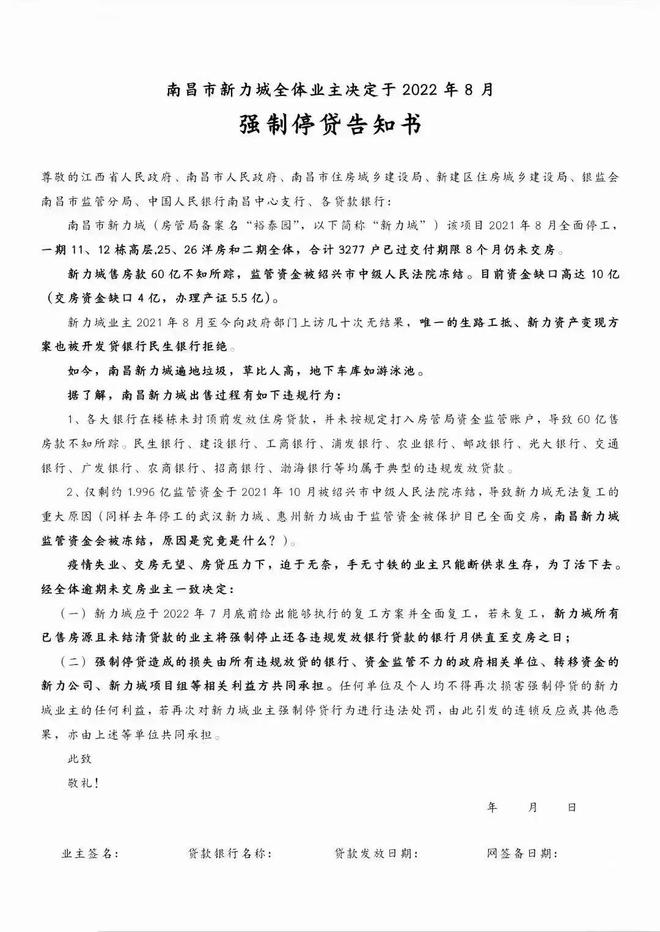 南昌市新力城全体业主决定于 2022 年 8 月
强制停贷告知书
尊敬的江西省人民政府、南昌市人民政府、南昌市住房城乡建设局、新建区住房城乡建设局、银监会
南昌市监管分局、中国人民银行南昌中心支行、各贷款银行：
南昌市新力城（房管局备案名“裕泰园”，以下简称“新力城”）该项目 2021 年 8 月全面停工，
一期 11、12 栋高层,25、26 洋房和二期全体，合计 3277 户已过交付期限 8 个月仍未交房。
新力城售房款 60 亿不知所踪，监管资金被绍兴市中级人民法院冻结。目前资金缺口高达 10 亿
（交房资金缺口 4 亿，办理产证 5.5 亿）。
新力城业主 2021 年 8 月至今向政府部门上访几十次无结果，唯一的生路工抵、新力资产变现方
案也被开发贷银行民生银行拒绝。
如今，南昌新力城遍地垃圾，草比人高，地下车库如游泳池。
据了解，南昌新力城出售过程有如下违规行为：
1、各大银行在楼栋未封顶前发放住房贷款，并未按规定打入房管局资金监管账户，导致 60 亿售
房款不知所踪。民生银行、建设银行、工商银行、浦发银行、农业银行、邮政银行、光大银行、交通
银行、广发银行、农商银行、招商银行、渤海银行等均属于典型的违规发放贷款。
2、仅剩约 1.996 亿监管资金于 2021 年 10 月被绍兴市中级人民法院冻结，导致新力城无法复工的
重大原因（同样去年停工的武汉新力城、惠州新力城由于监管资金被保护目已全面交房，南昌新力城
监管资金会被冻结，原因是究竟是什么？）。
疫情失业、交房无望、房贷压力下，迫于无奈，手无寸铁的业主只能断供求生存，为了活下去。
经全体逾期未交房业主一致决定：
（一）新力城应于 2022 年 7 月底前给出能够执行的复工方案并全面复工，若未复工，新力城所有
已售房源且未结清贷款的业主将强制停止还各违规发放银行贷款的银行月供直至交房之日；
（二）强制停贷造成的损失由所有违规放贷的银行、资金监管不力的政府相关单位、转移资金的
新力公司、新力城项目组等相关利益方共同承担。任何单位及个人均不得再次损害强制停贷的新力
城业主的任何利益，若再次对新力城业主强制停贷行为进行违法处罚，由此引发的连锁反应或其他恶
果，亦由上述等单位共同承担。
此致
敬礼！
年 月 日
业主签名： 贷款银行名称： 贷款发放日期： 网签备日期：